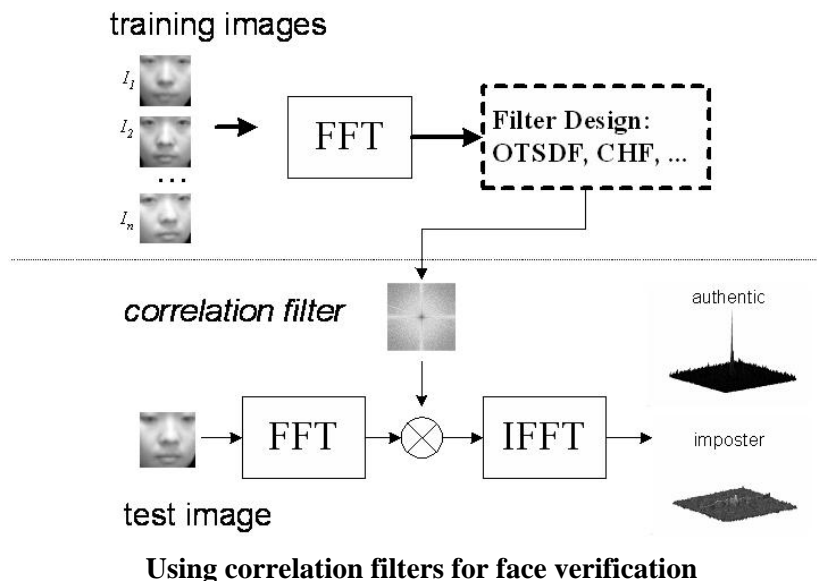 training images
I1
I2
...
In
FFT
Filter Design:
OTSDF, CHF, ...
correlation filter
authentic
FFT
IFFT
imposter
test image
Using correlation filters for face verification